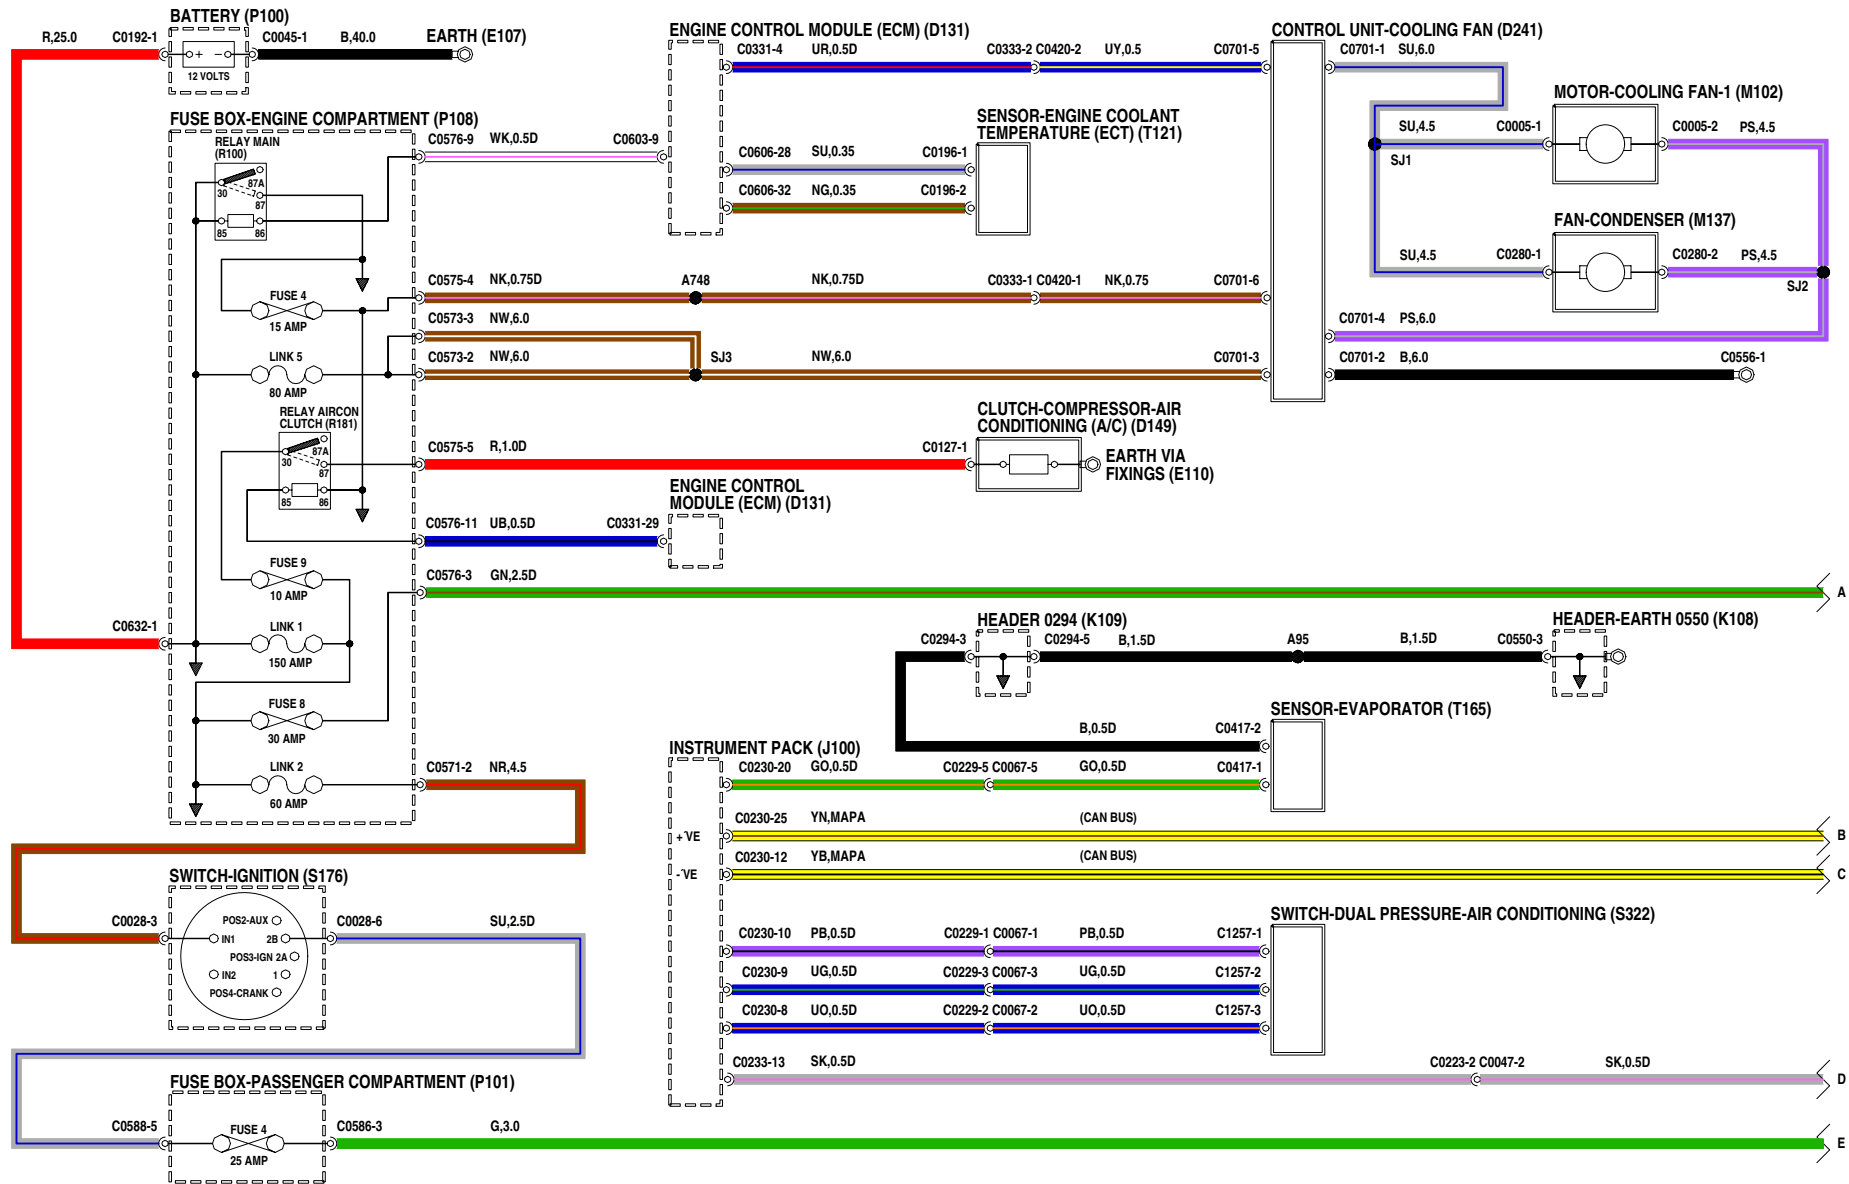 BATTERY (P100)
R,25.0
C0192-1
+
-
12 VOLTS
C0045-1
B,40.0
EARTH (E107)
FUSE BOX-ENGINE COMPARTMENT (P108)
RELAY MAIN
(R100)
30
87A
87
85
86
FUSE 4
15 AMP
LINK 5
80 AMP
RELAY AIRCON
CLUTCH (R181)
30
87A
87
85
86
FUSE 9
10 AMP
C0632-1
LINK 1
150 AMP
FUSE 8
30 AMP
LINK 2
60 AMP
C0576-9
WK,0.5D
C0603-9
C0575-4
NK,0.75D
A748
NK,0.75D
C0333-1 C0420-1
NK,0.75
C0701-6
C0573-3
NW,6.0
C0573-2
NW,6.0
SJ3
NW,6.0
C0701-3
C0575-5
R,1.0D
C0127-1
C0576-11
UB,0.5D
C0331-29
C0576-3
GN,2.5D
A
C0571-2
NR,4.5
ENGINE CONTROL MODULE (ECM) (D131)
C0331-4
UR,0.5D
C0333-2 C0420-2
UY,0.5
C0701-5
SENSOR-ENGINE COOLANT
TEMPERATURE (ECT) (T121)
C0606-28
SU,0.35
C0196-1
C0606-32
NG,0.35
C0196-2
CONTROL UNIT-COOLING FAN (D241)
C0701-1
SU,6.0
MOTOR-COOLING FAN-1 (M102)
SU,4.5
C0005-1
C0005-2
PS,4.5
SJ1
FAN-CONDENSER (M137)
SU,4.5
C0280-1
C0280-2
PS,4.5
SJ2
C0701-4
PS,6.0
C0701-2
B,6.0
C0556-1
CLUTCH-COMPRESSOR-AIR
CONDITIONING (A/C) (D149)
EARTH VIA
FIXINGS (E110)
ENGINE CONTROL
MODULE (ECM) (D131)
HEADER 0294 (K109)
C0294-3
C0294-5
B,1.5D
A95
B,1.5D
C0550-3
HEADER-EARTH 0550 (K108)
SENSOR-EVAPORATOR (T165)
B,0.5D
C0417-2
INSTRUMENT PACK (J100)
C0230-20
GO,0.5D
C0229-5 C0067-5
GO,0.5D
C0417-1
C0230-25
YN,MAPA
(CAN BUS)
+´VE
B
C0230-12
YB,MAPA
(CAN BUS)
-´VE
C
SWITCH-DUAL PRESSURE-AIR CONDITIONING (S322)
C0230-10
PB,0.5D
C0229-1 C0067-1
PB,0.5D
C1257-1
C0230-9
UG,0.5D
C0229-3 C0067-3
UG,0.5D
C1257-2
C0230-8
UO,0.5D
C0229-2 C0067-2
UO,0.5D
C1257-3
C0233-13
SK,0.5D
C0223-2 C0047-2
SK,0.5D
D
SWITCH-IGNITION (S176)
C0028-3
POS2-AUX
IN1
2B
POS3-IGN 2A
IN2
1
POS4-CRANK
C0028-6
SU,2.5D
FUSE BOX-PASSENGER COMPARTMENT (P101)
C0588-5
FUSE 4
25 AMP
C0586-3
G,3.0
E